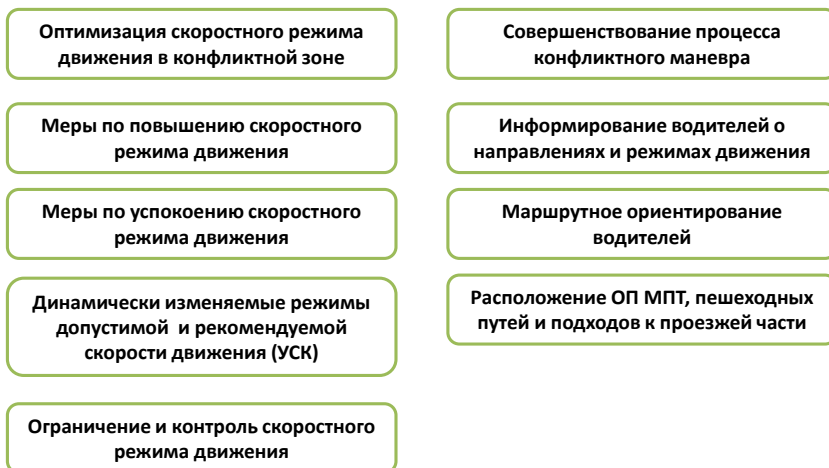 Оптимизация скоростного режима
движения в конфликтной зоне
Меры по повышению скоростного
режима движения
Меры по успокоению скоростного
режима движения
Динамически изменяемые режимы
допустимой и рекомендуемой
скорости движения (УСК)
Ограничение и контроль скоростного
режима движения
Совершенствование процесса
конфликтного маневра
Информирование водителей о
направлениях и режимах движения
Маршрутное ориентирование
водителей
Расположение ОП МПТ, пешеходных
путей и подходов к проезжей части